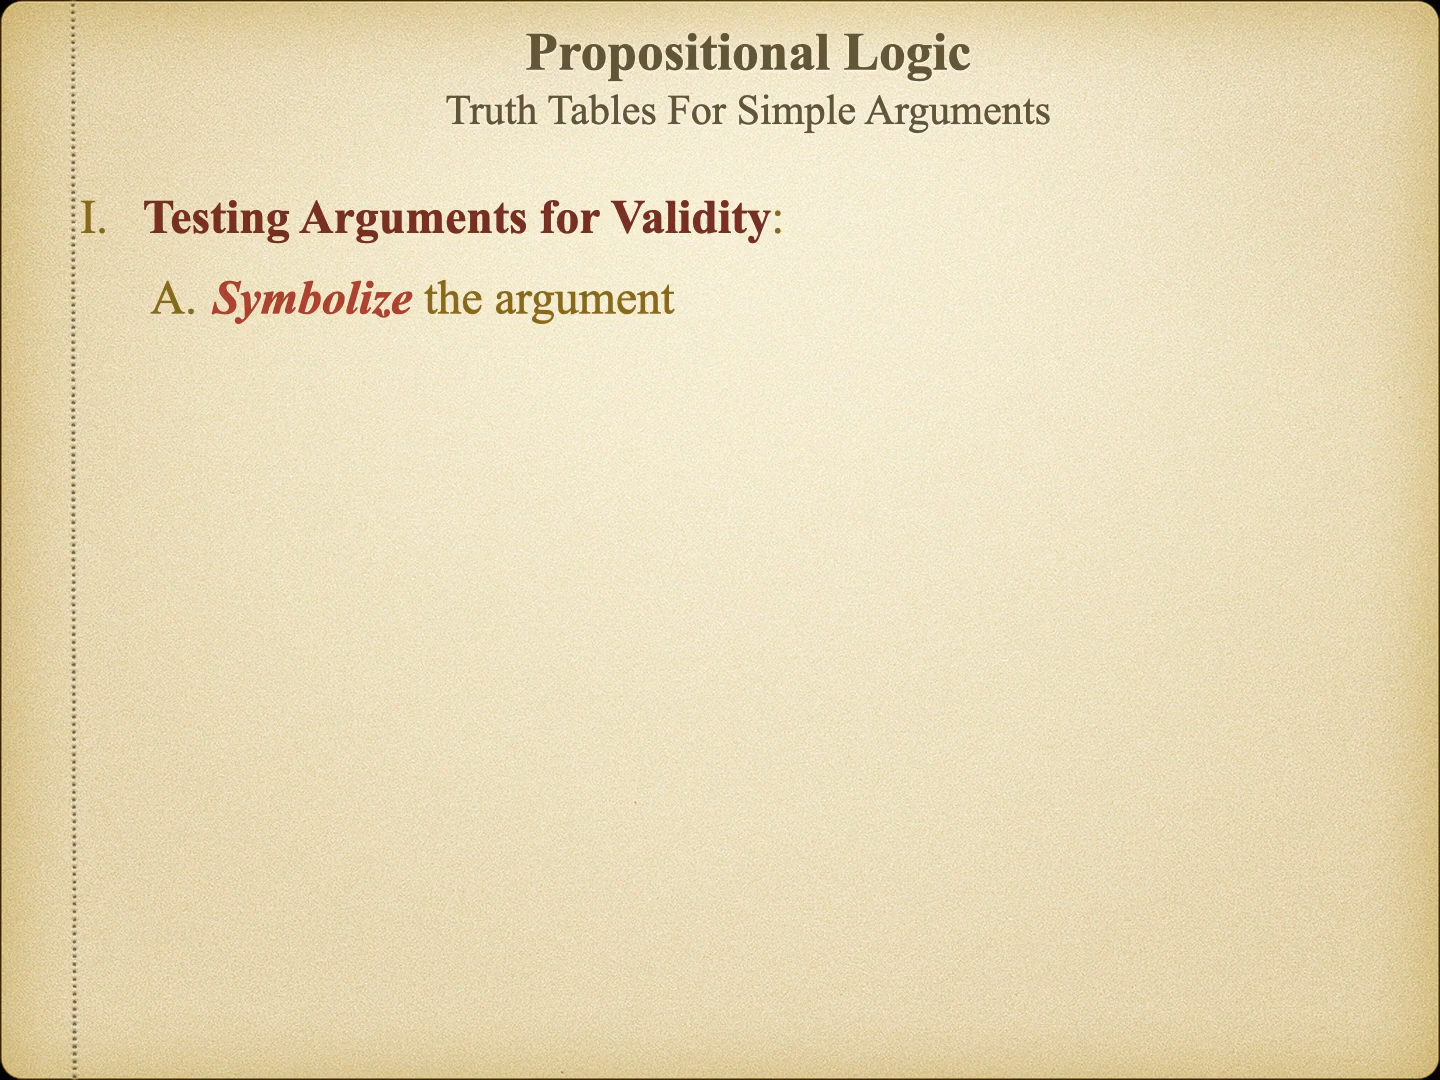 Propositional Logic
Truth Tables For Simple Arguments
I. Testing Arguments for Validity:
A. Symbolize the argument